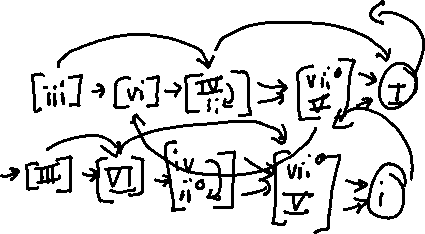 [iii] → [vi] → [IV ii] → [vii° V] → I
→ [III] → [VI] → [iv ii°] → [vii° V] → i